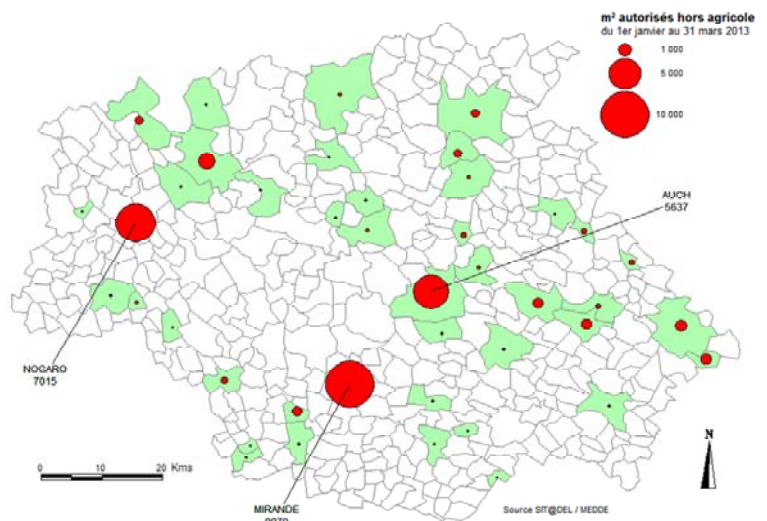 m² autorisés hors agricole
du 1er janvier au 31 mars 2013
1 000
5 000
10 000
AUCH
5637
NOGARO
7015
MIRANDE
N
0 10 20 Kms
Source SIT@DEL / MEDDE